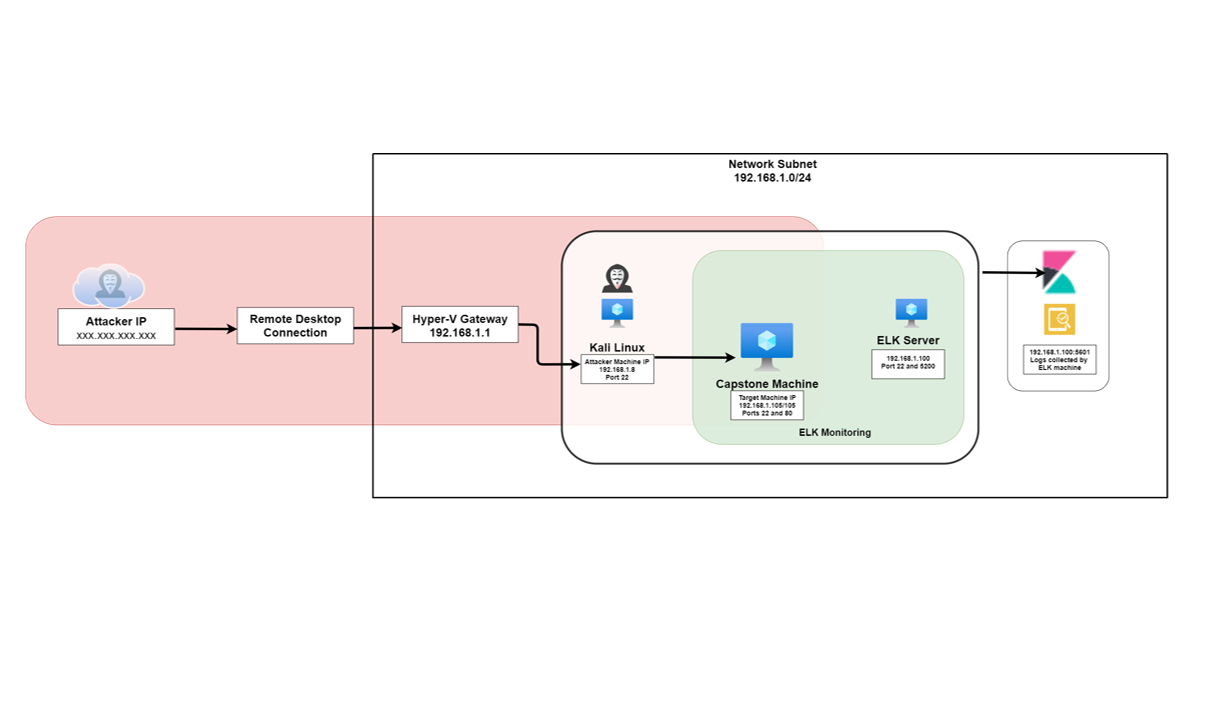 Network Subnet
192.168.1.0/24
Attacker IP
XXX.XXX.XXX.XXX
Remote Desktop
Connection
Hyper-V Gateway
192.168.1.1
Kali Linux
Attacker Machine IP
192.168.1.8
Port 22
Capstone Machine
Target Machine IP
192.168.1.105/105
Ports 22 and 80
ELK Server
192.168.1.100
Port 22 and 5200
ELK Monitoring
192.168.1.100:5601
Logs collected by
ELK machine